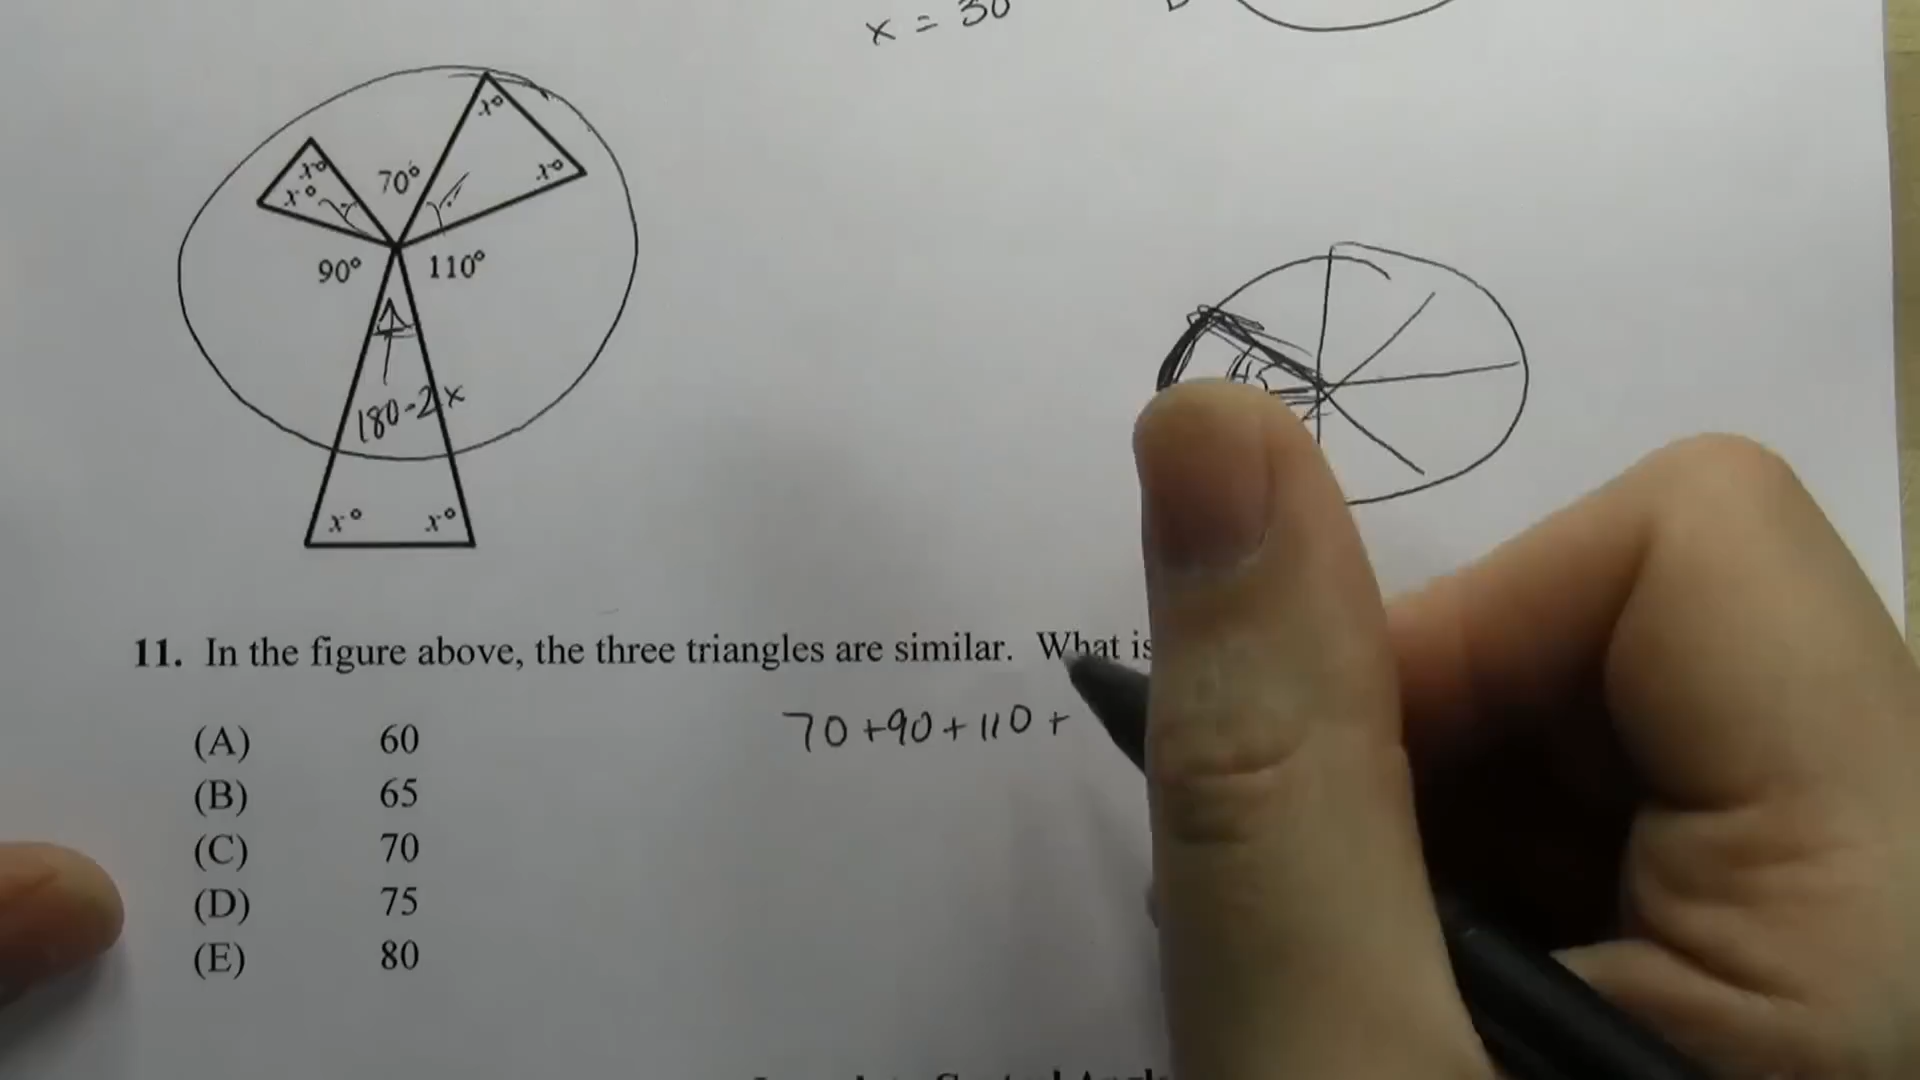 x = 30
x°
x°
70°
x°
x°
90°
110°
180-2x
x°
x°
45
11. In the figure above, the three triangles are similar. What is
70 +90 + 110 +
(A) 60
(B) 65
(C) 70
(D) 75
(E) 80